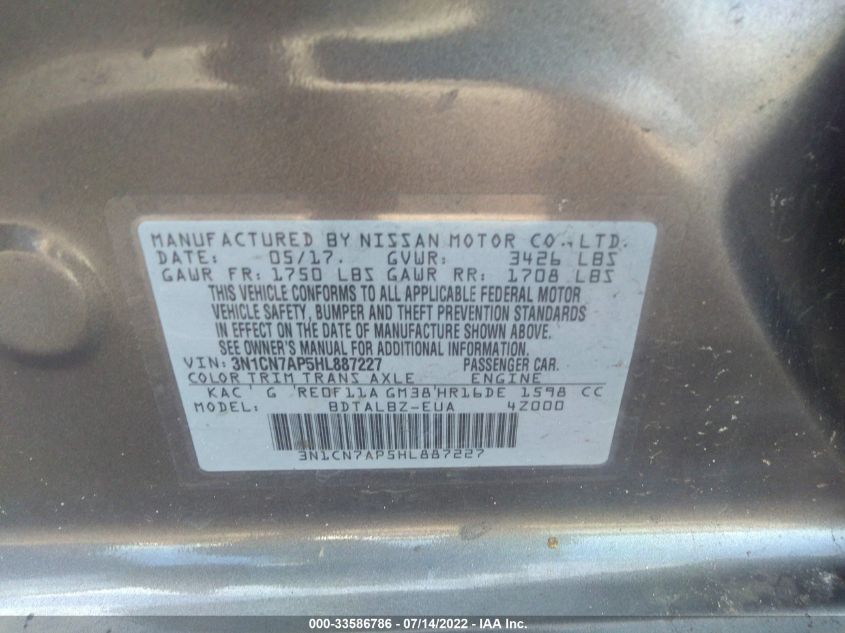 MANUFACTURED BY NISSAN MOTOR CO., LTD.
DATE: 05/17. GVWR: 3426 LBS
GAWR FR: 1750 LBS GAWR RR: 1708 LBS
THIS VEHICLE CONFORMS TO ALL APPLICABLE FEDERAL MOTOR
VEHICLE SAFETY, BUMPER AND THEFT PREVENTION STANDARDS
IN EFFECT ON THE DATE OF MANUFACTURE SHOWN ABOVE.
SEE OWNER'S MANUAL FOR ADDITIONAL INFORMATION.
VIN: 3N1CN7AP5HL887227 PASSENGER CAR.
COLOR TRIM TRANS AXLE ENGINE
KAC G 'RE0F11A GM38'HR16DE 1598 CC
MODEL: BDTALBZ-EUA 4Z000
3N1CN7AP5HL887227
000-33586786 - 07/14/2022 - IAA Inc.